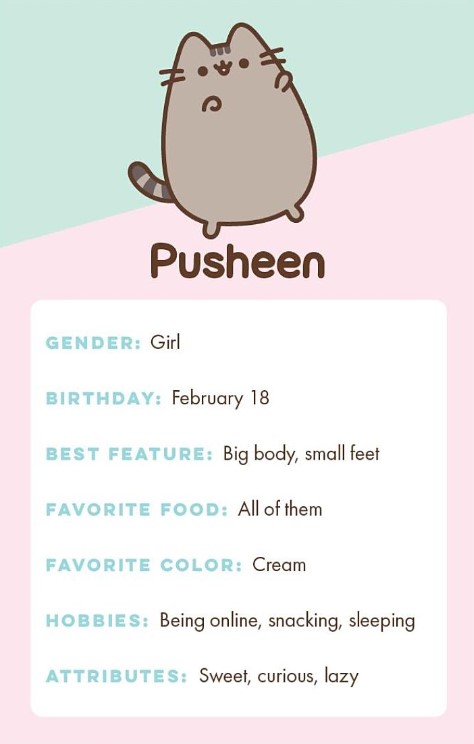 Pusheen
GENDER: Girl
BIRTHDAY: February 18
BEST FEATURE: Big body, small feet
FAVORITE FOOD: All of them
FAVORITE COLOR: Cream
HOBBIES: Being online, snacking, sleeping
ATTRIBUTES: Sweet, curious, lazy